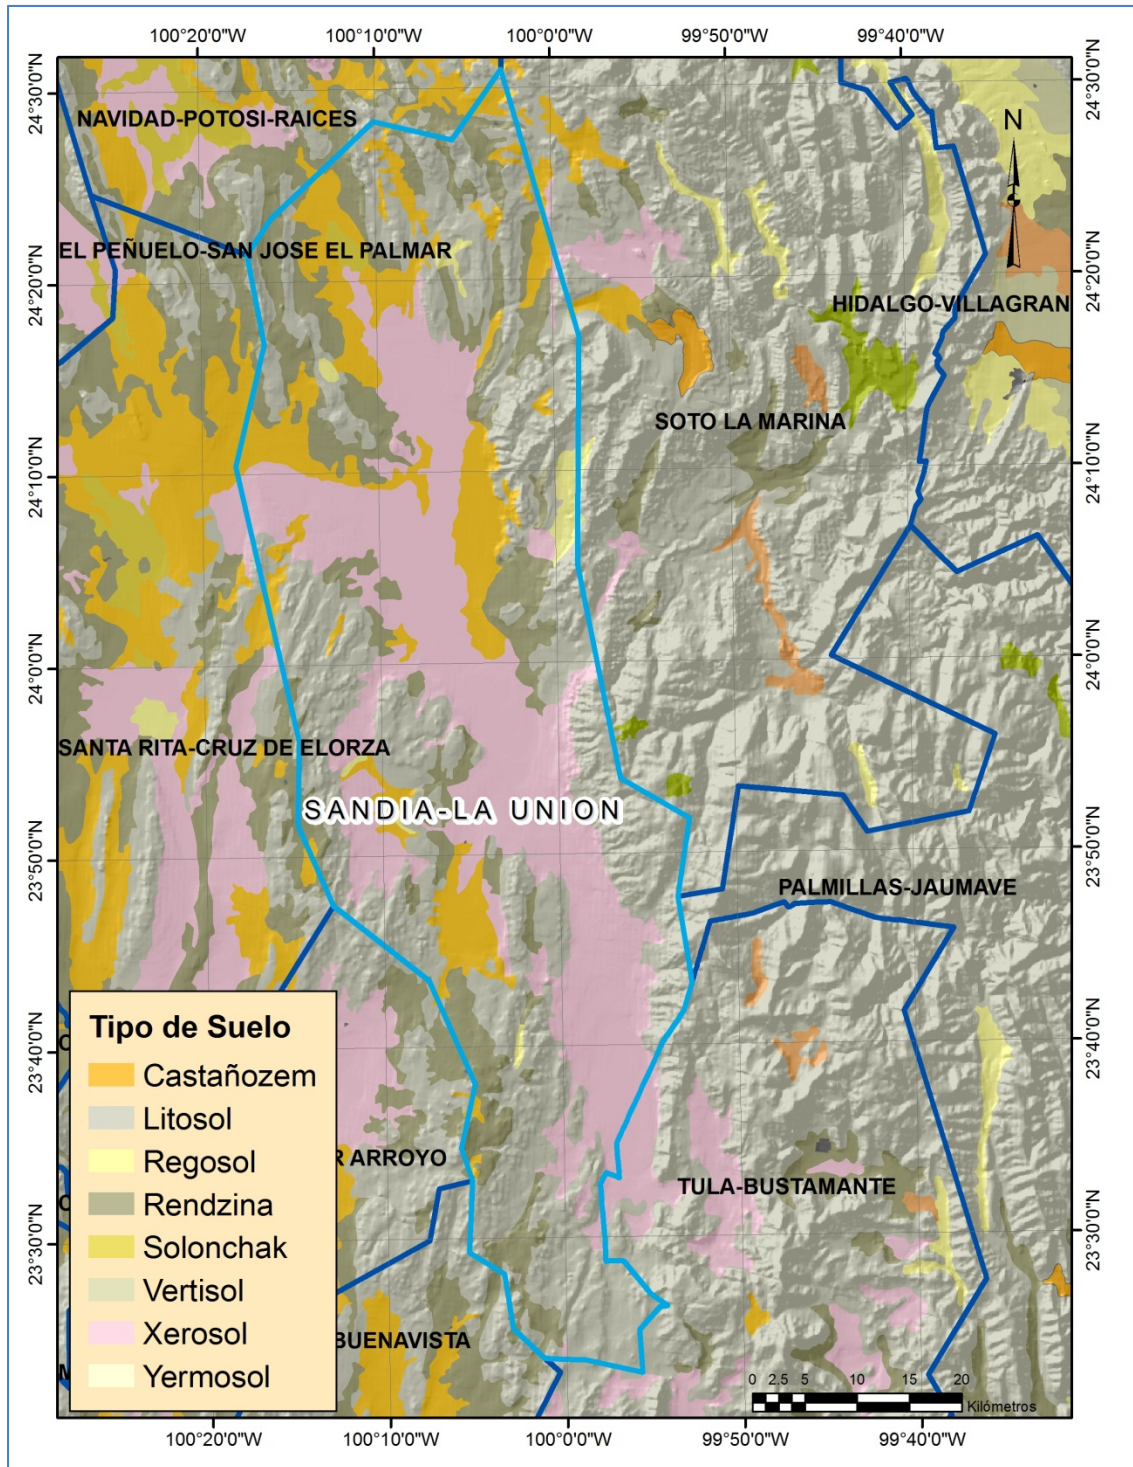 100°20'0"W 100°10'0"W 100°0'0"W 99°50'0"W 99°40'0"W
24°30'0"N
24°30'0"N
NAVIDAD-POTOSI-RAICES
N
EL PEÑUELO-SAN JOSE EL PALMAR
24°20'0"N
24°20'0"N
HIDALGO-VILLAGRAN
SOTO LA MARINA
24°10'0"N
24°10'0"N
24°0'0"N
24°0'0"N
SANTA RITA-CRUZ DE ELORZA
SANDIA-LA UNION
23°50'0"N
23°50'0"N
PALMILLAS-JAUMAVE
23°40'0"N
23°40'0"N
Tipo de Suelo
Castañozem
Litosol
Regosol
Rendzina
Solonchak
Vertisol
Xerosol
Yermosol
R ARROYO
TULA-BUSTAMANTE
23°30'0"N
23°30'0"N
BUENAVISTA
0 2.5 5 10 15 20
Kilómetros
100°20'0"W 100°10'0"W 100°0'0"W 99°50'0"W 99°40'0"W